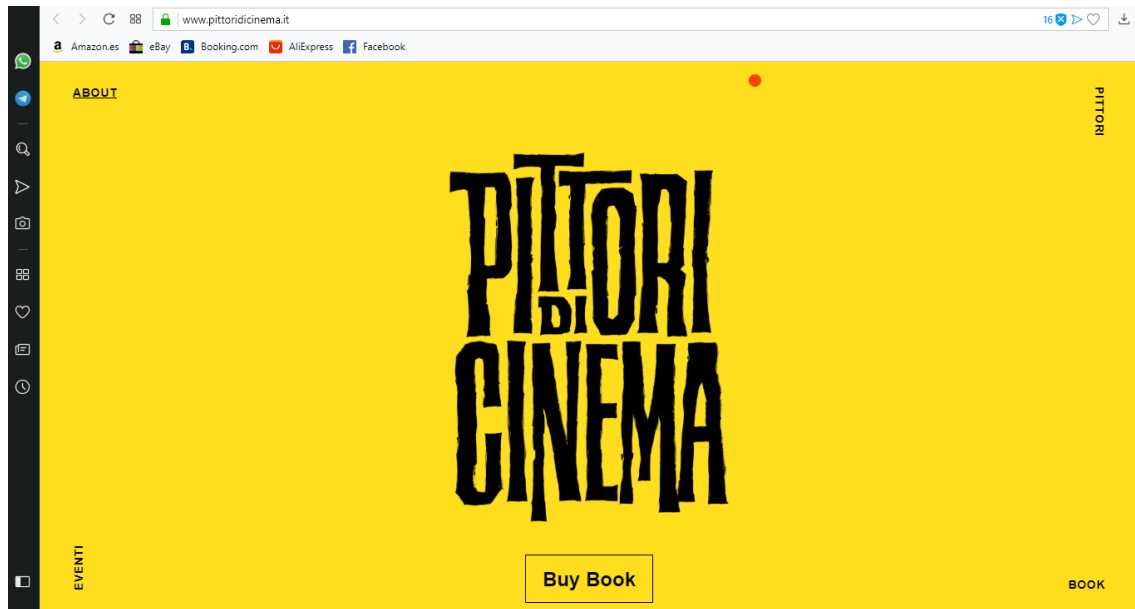 www.pittoridicinema.it
16
Amazon.es eBay B. Booking.com AliExpress Facebook
ABOUT
PITTORI
PITTORI
DI
CINEMA
EVENTI
Buy Book
BOOK